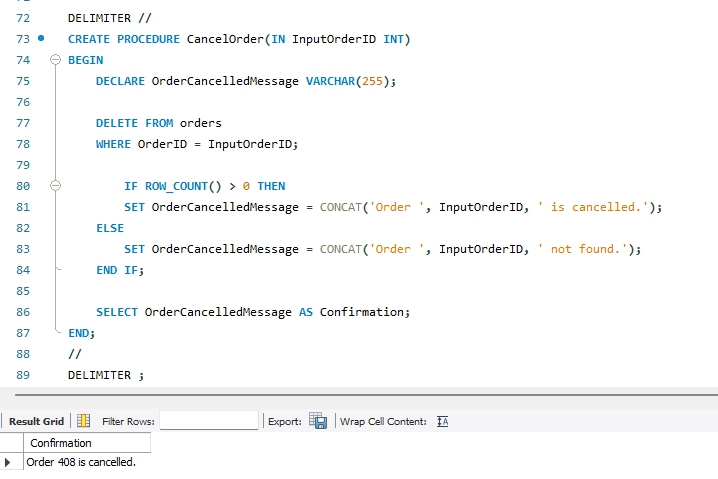 72 DELIMITER //
73 CREATE PROCEDURE CancelOrder(IN InputOrderID INT)
74 BEGIN
75 DECLARE OrderCancelledMessage VARCHAR(255);
76
77 DELETE FROM orders
78 WHERE OrderID = InputOrderID;
79
80 IF ROW_COUNT() > 0 THEN
81 SET OrderCancelledMessage = CONCAT('Order ', InputOrderID, ' is cancelled.');
82 ELSE
83 SET OrderCancelledMessage = CONCAT('Order ', InputOrderID, ' not found.');
84 END IF;
85
86 SELECT OrderCancelledMessage AS Confirmation;
87 END;
88 //
89 DELIMITER ;
Result Grid Filter Rows: Export: Wrap Cell Content:
Confirmation
Order 408 is cancelled.